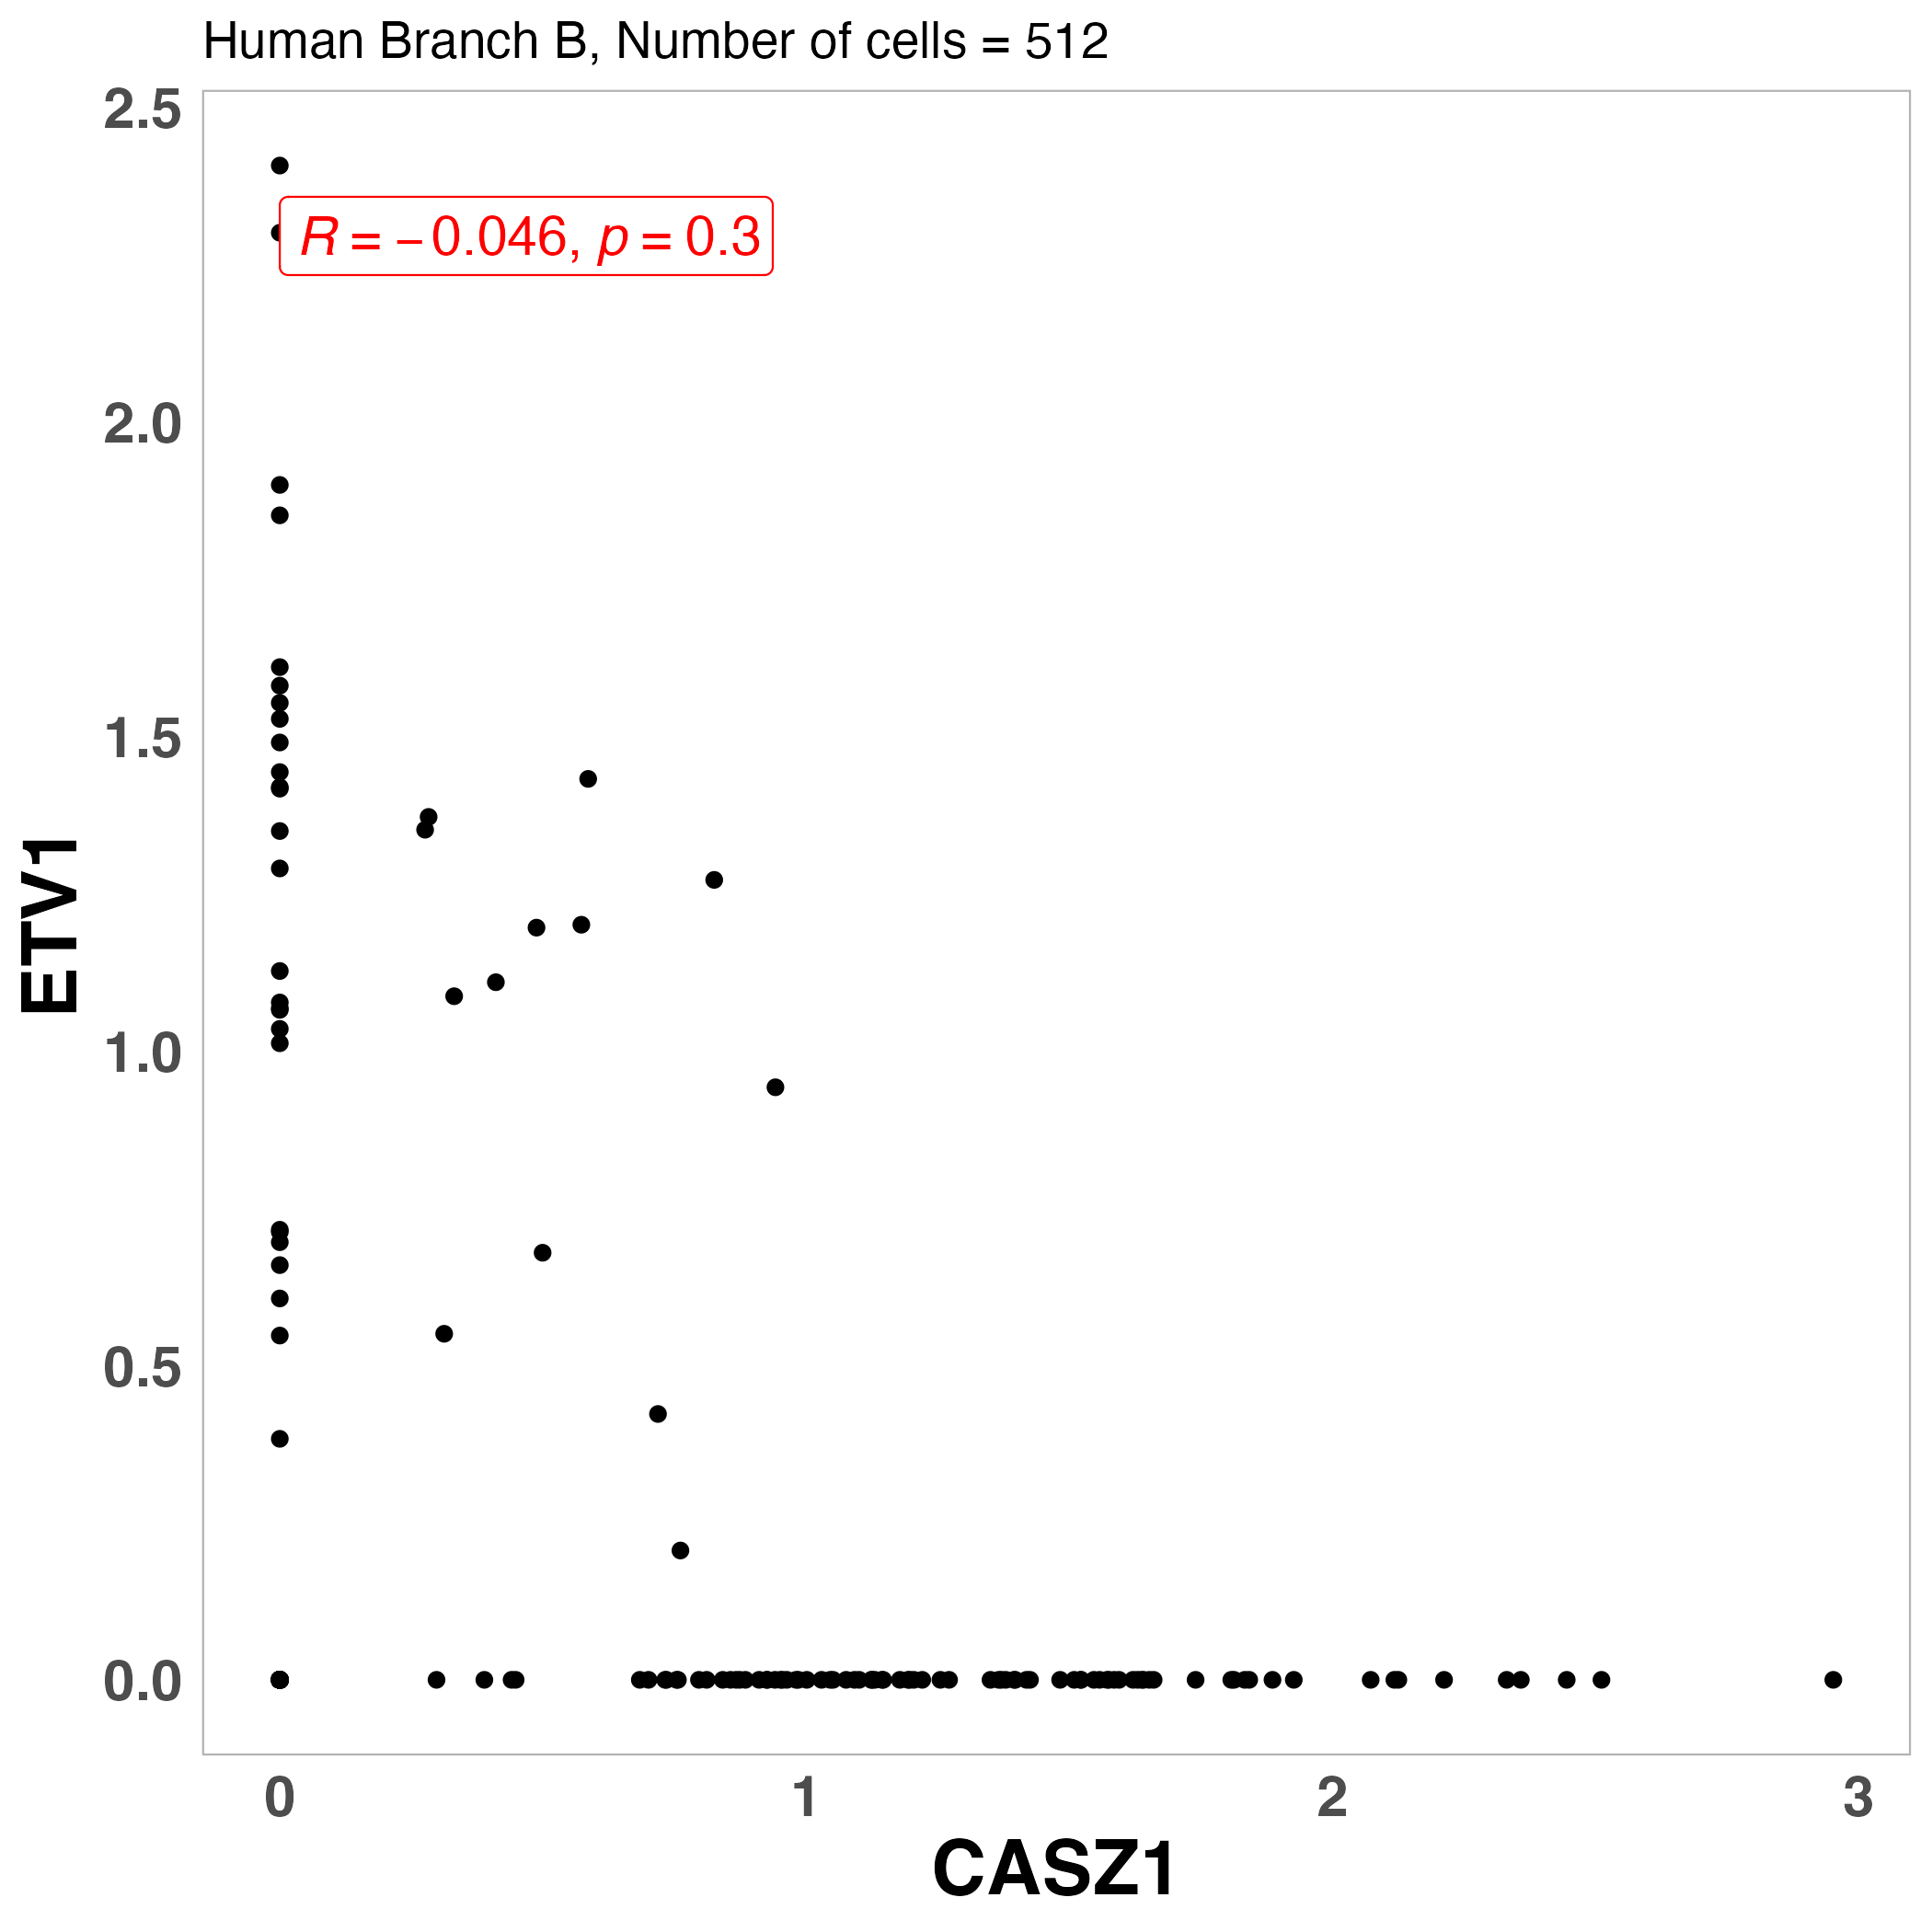 Human Branch B, Number of cells = 512
2.5
R = −0.046, p = 0.3
2.0
1.5
ETV1
1.0
0.5
0.0
0 1 2 3
CASZ1